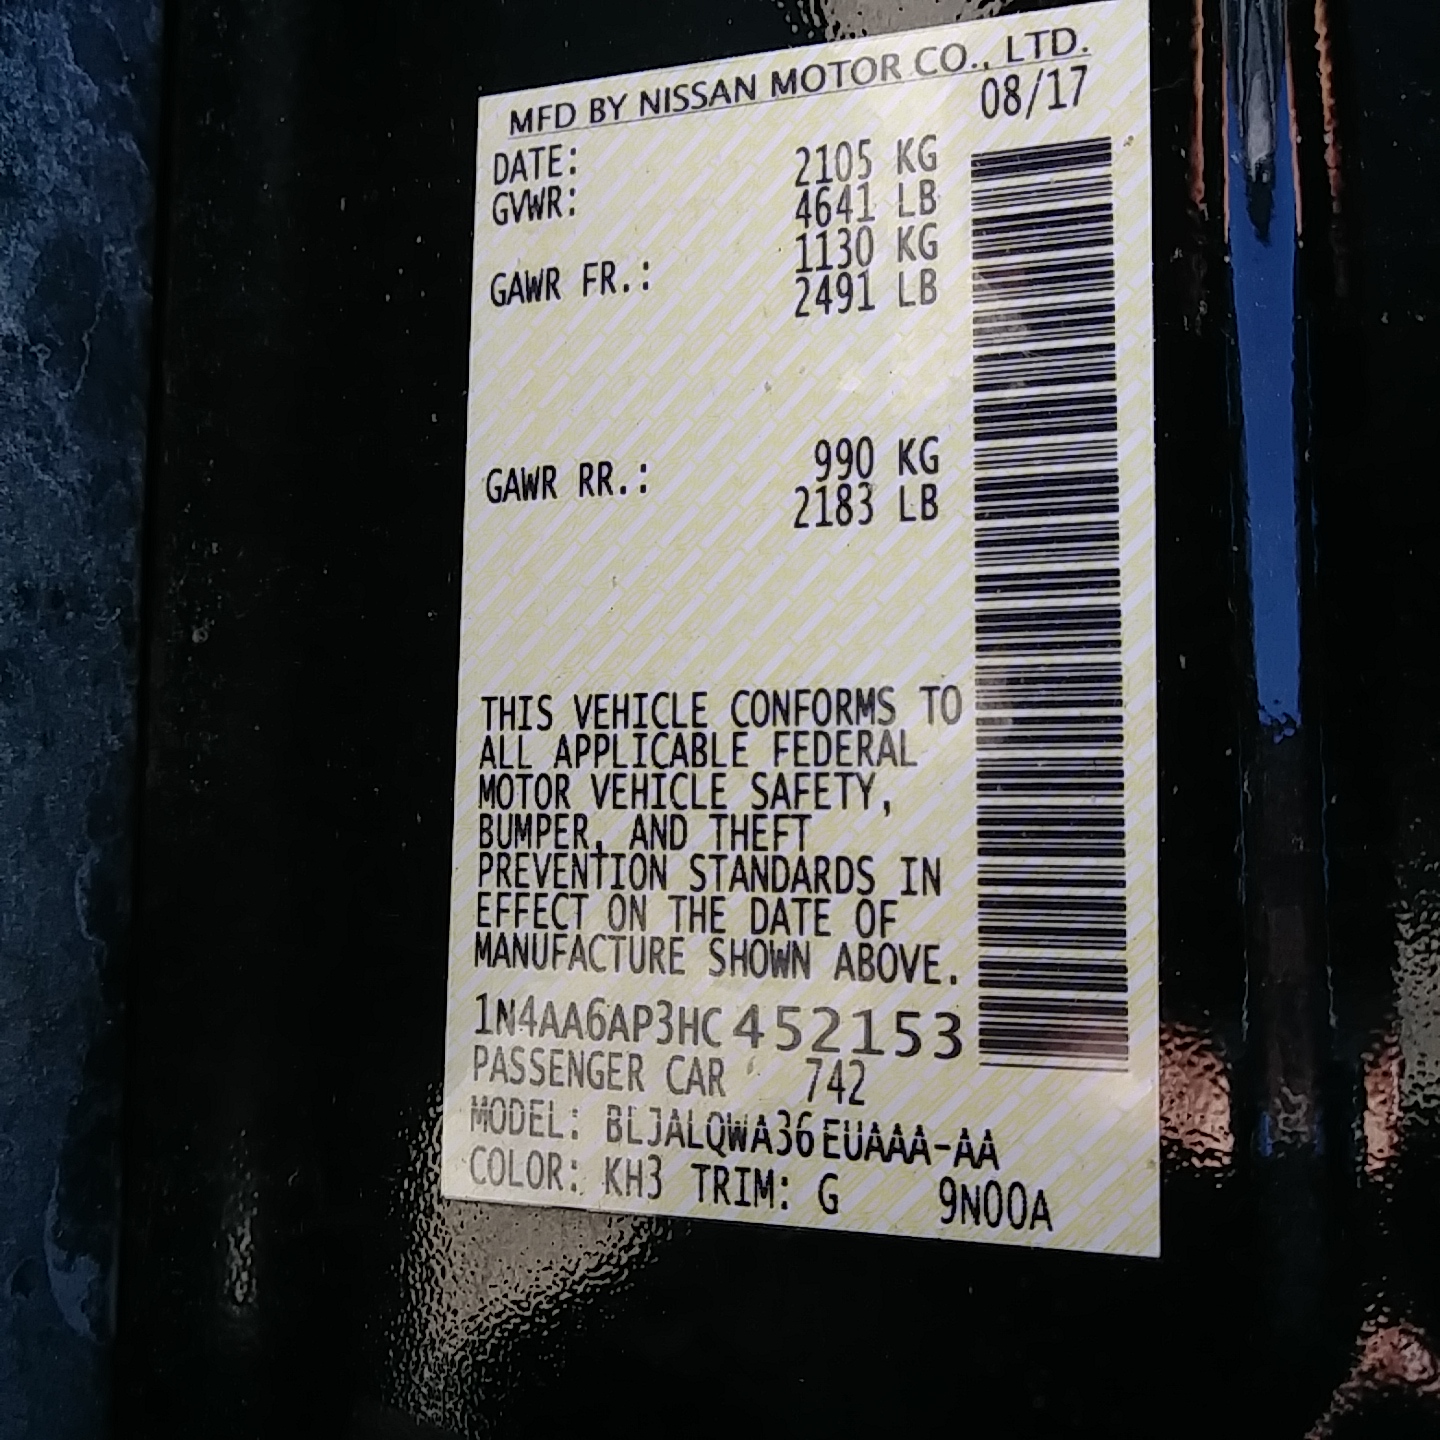 MFD BY NISSAN MOTOR CO., LTD.
DATE: 08/17
GVWR: 2105 KG
4641 LB
GAWR FR.: 1130 KG
2491 LB
GAWR RR.: 990 KG
2183 LB
THIS VEHICLE CONFORMS TO
ALL APPLICABLE FEDERAL
MOTOR VEHICLE SAFETY,
BUMPER, AND THEFT
PREVENTION STANDARDS IN
EFFECT ON THE DATE OF
MANUFACTURE SHOWN ABOVE.
1N4AA6AP3HC452153
PASSENGER CAR 742
MODEL: BLJALQWA36EUAAA-AA
COLOR: KH3 TRIM: G 9N00A